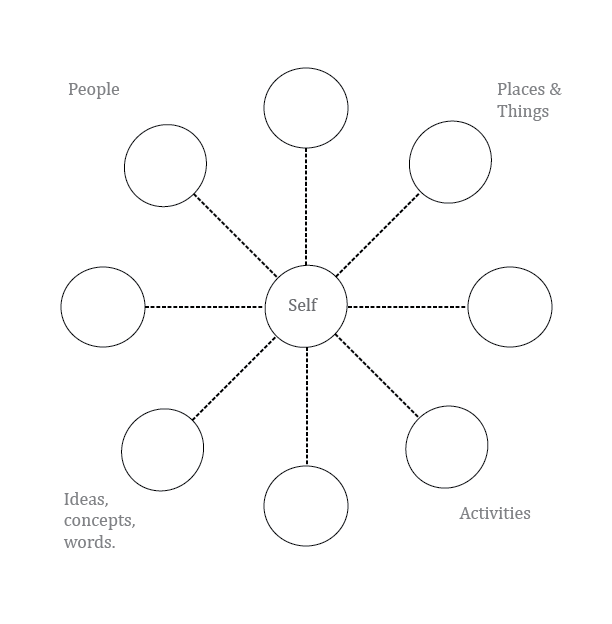 People
Places &
Things
Self
Ideas,
concepts,
words.
Activities